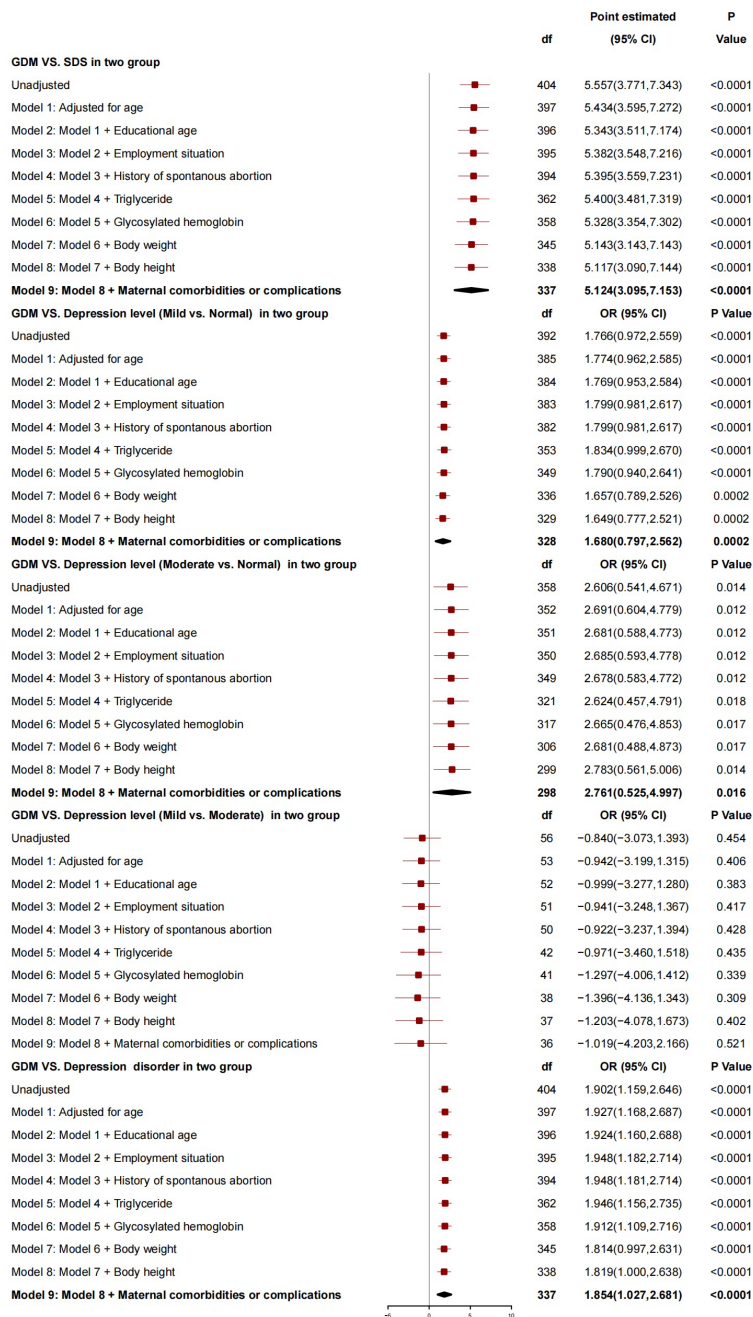 Point estimated P
df (95% CI) Value
GDM VS. SDS in two group
Unadjusted 404 5.557(3.771,7.343) <0.0001
Model 1: Adjusted for age 397 5.434(3.595,7.272) <0.0001
Model 2: Model 1 + Educational age 396 5.343(3.511,7.174) <0.0001
Model 3: Model 2 + Employment situation 395 5.382(3.548,7.216) <0.0001
Model 4: Model 3 + History of spontanous abortion 394 5.395(3.559,7.231) <0.0001
Model 5: Model 4 + Triglyceride 362 5.400(3.481,7.319) <0.0001
Model 6: Model 5 + Glycosylated hemoglobin 358 5.328(3.354,7.302) <0.0001
Model 7: Model 6 + Body weight 345 5.143(3.143,7.143) <0.0001
Model 8: Model 7 + Body height 338 5.117(3.090,7.144) <0.0001
Model 9: Model 8 + Maternal comorbidities or complications 337 5.124(3.095,7.153) <0.0001
GDM VS. Depression level (Mild vs. Normal) in two group df OR (95% CI) P Value
Unadjusted 392 1.766(0.972,2.559) <0.0001
Model 1: Adjusted for age 385 1.774(0.962,2.585) <0.0001
Model 2: Model 1 + Educational age 384 1.769(0.953,2.584) <0.0001
Model 3: Model 2 + Employment situation 383 1.799(0.981,2.617) <0.0001
Model 4: Model 3 + History of spontanous abortion 382 1.799(0.981,2.617) <0.0001
Model 5: Model 4 + Triglyceride 353 1.834(0.999,2.670) <0.0001
Model 6: Model 5 + Glycosylated hemoglobin 349 1.790(0.940,2.641) <0.0001
Model 7: Model 6 + Body weight 336 1.657(0.789,2.526) 0.0002
Model 8: Model 7 + Body height 329 1.649(0.777,2.521) 0.0002
Model 9: Model 8 + Maternal comorbidities or complications 328 1.680(0.797,2.562) 0.0002
GDM VS. Depression level (Moderate vs. Normal) in two group df OR (95% CI) P Value
Unadjusted 358 2.606(0.541,4.671) 0.014
Model 1: Adjusted for age 352 2.691(0.604,4.779) 0.012
Model 2: Model 1 + Educational age 351 2.681(0.588,4.773) 0.012
Model 3: Model 2 + Employment situation 350 2.685(0.593,4.778) 0.012
Model 4: Model 3 + History of spontanous abortion 349 2.678(0.583,4.772) 0.012
Model 5: Model 4 + Triglyceride 321 2.624(0.457,4.791) 0.018
Model 6: Model 5 + Glycosylated hemoglobin 317 2.665(0.476,4.853) 0.017
Model 7: Model 6 + Body weight 306 2.681(0.488,4.873) 0.017
Model 8: Model 7 + Body height 299 2.783(0.561,5.006) 0.014
Model 9: Model 8 + Maternal comorbidities or complications 298 2.761(0.525,4.997) 0.016
GDM VS. Depression level (Mild vs. Moderate) in two group df OR (95% CI) P Value
Unadjusted 56 −0.840(−3.073,1.393) 0.454
Model 1: Adjusted for age 53 −0.942(−3.199,1.315) 0.406
Model 2: Model 1 + Educational age 52 −0.999(−3.277,1.280) 0.383
Model 3: Model 2 + Employment situation 51 −0.941(−3.248,1.367) 0.417
Model 4: Model 3 + History of spontanous abortion 50 −0.922(−3.237,1.394) 0.428
Model 5: Model 4 + Triglyceride 42 −0.971(−3.460,1.518) 0.435
Model 6: Model 5 + Glycosylated hemoglobin 41 −1.297(−4.006,1.412) 0.339
Model 7: Model 6 + Body weight 38 −1.396(−4.136,1.343) 0.309
Model 8: Model 7 + Body height 37 −1.203(−4.078,1.673) 0.402
Model 9: Model 8 + Maternal comorbidities or complications 36 −1.019(−4.203,2.166) 0.521
GDM VS. Depression disorder in two group df OR (95% CI) P Value
Unadjusted 404 1.902(1.159,2.646) <0.0001
Model 1: Adjusted for age 397 1.927(1.168,2.687) <0.0001
Model 2: Model 1 + Educational age 396 1.924(1.160,2.688) <0.0001
Model 3: Model 2 + Employment situation 395 1.948(1.182,2.714) <0.0001
Model 4: Model 3 + History of spontanous abortion 394 1.948(1.181,2.714) <0.0001
Model 5: Model 4 + Triglyceride 362 1.946(1.156,2.735) <0.0001
Model 6: Model 5 + Glycosylated hemoglobin 358 1.912(1.109,2.716) <0.0001
Model 7: Model 6 + Body weight 345 1.814(0.997,2.631) <0.0001
Model 8: Model 7 + Body height 338 1.819(1.000,2.638) <0.0001
Model 9: Model 8 + Maternal comorbidities or complications 337 1.854(1.027,2.681) <0.0001
−5 0 5 10